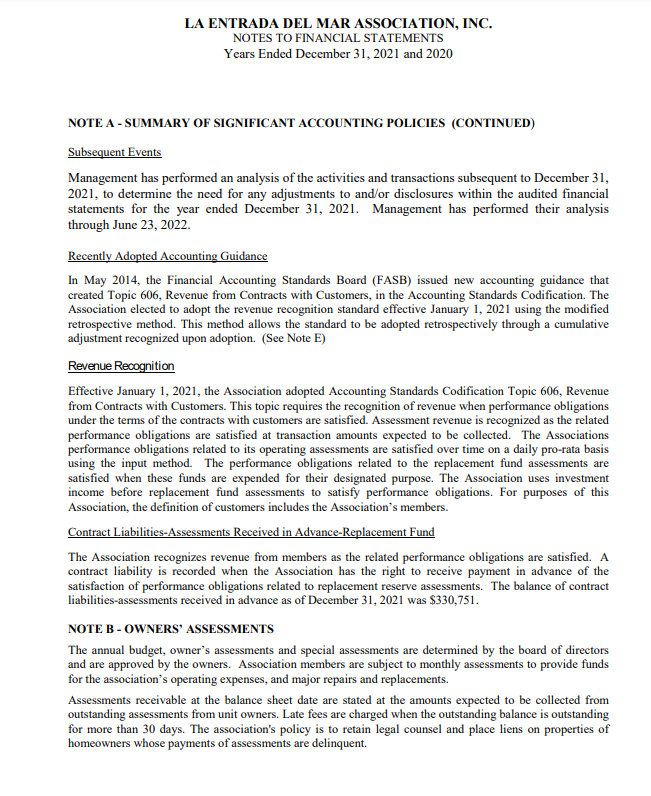 LA ENTRADA DEL MAR ASSOCIATION, INC.
NOTES TO FINANCIAL STATEMENTS
Years Ended December 31, 2021 and 2020
NOTE A - SUMMARY OF SIGNIFICANT ACCOUNTING POLICIES (CONTINUED)
Subsequent Events
Management has performed an analysis of the activities and transactions subsequent to December 31,
2021, to determine the need for any adjustments to and/or disclosures within the audited financial
statements for the year ended December 31, 2021. Management has performed their analysis
through June 23, 2022.
Recently Adopted Accounting Guidance
In May 2014, the Financial Accounting Standards Board (FASB) issued new accounting guidance that
created Topic 606, Revenue from Contracts with Customers, in the Accounting Standards Codification. The
Association elected to adopt the revenue recognition standard effective January 1, 2021 using the modified
retrospective method. This method allows the standard to be adopted retrospectively through a cumulative
adjustment recognized upon adoption. (See Note E)
Revenue Recognition
Effective January 1, 2021, the Association adopted Accounting Standards Codification Topic 606, Revenue
from Contracts with Customers. This topic requires the recognition of revenue when performance obligations
under the terms of the contracts with customers are satisfied. Assessment revenue is recognized as the related
performance obligations are satisfied at transaction amounts expected to be collected. The Associations
performance obligations related to its operating assessments are satisfied over time on a daily pro-rata basis
using the input method. The performance obligations related to the replacement fund assessments are
satisfied when these funds are expended for their designated purpose. The Association uses investment
income before replacement fund assessments to satisfy performance obligations. For purposes of this
Association, the definition of customers includes the Association's members.
Contract Liabilities-Assessments Received in Advance-Replacement Fund
The Association recognizes revenue from members as the related performance obligations are satisfied. A
contract liability is recorded when the Association has the right to receive payment in advance of the
satisfaction of performance obligations related to replacement reserve assessments. The balance of contract
liabilities-assessments received in advance as of December 31, 2021 was $330,751.
NOTE B - OWNERS' ASSESSMENTS
The annual budget, owner's assessments and special assessments are determined by the board of directors
and are approved by the owners. Association members are subject to monthly assessments to provide funds
for the association's operating expenses, and major repairs and replacements.
Assessments receivable at the balance sheet date are stated at the amounts expected to be collected from
outstanding assessments from unit owners. Late fees are charged when the outstanding balance is outstanding
for more than 30 days. The association's policy is to retain legal counsel and place liens on properties of
homeowners whose payments of assessments are delinquent.